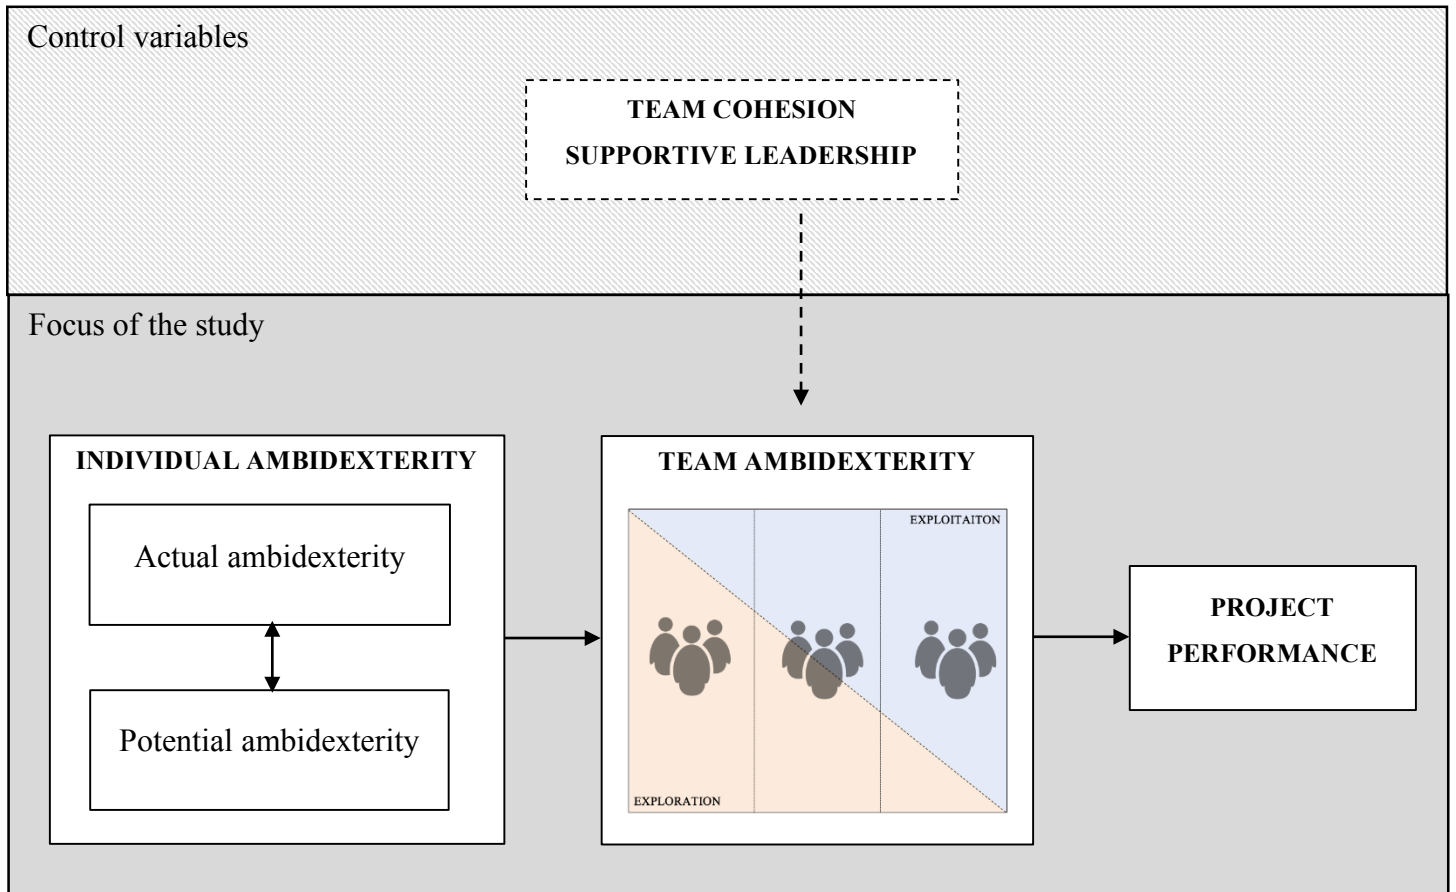 Control variables
TEAM COHESION
SUPPORTIVE LEADERSHIP
Focus of the study
INDIVIDUAL AMBIDEXTERITY
Actual ambidexterity
Potential ambidexterity
TEAM AMBIDEXTERITY
EXPLOITAITON
EXPLORATION
PROJECT
PERFORMANCE